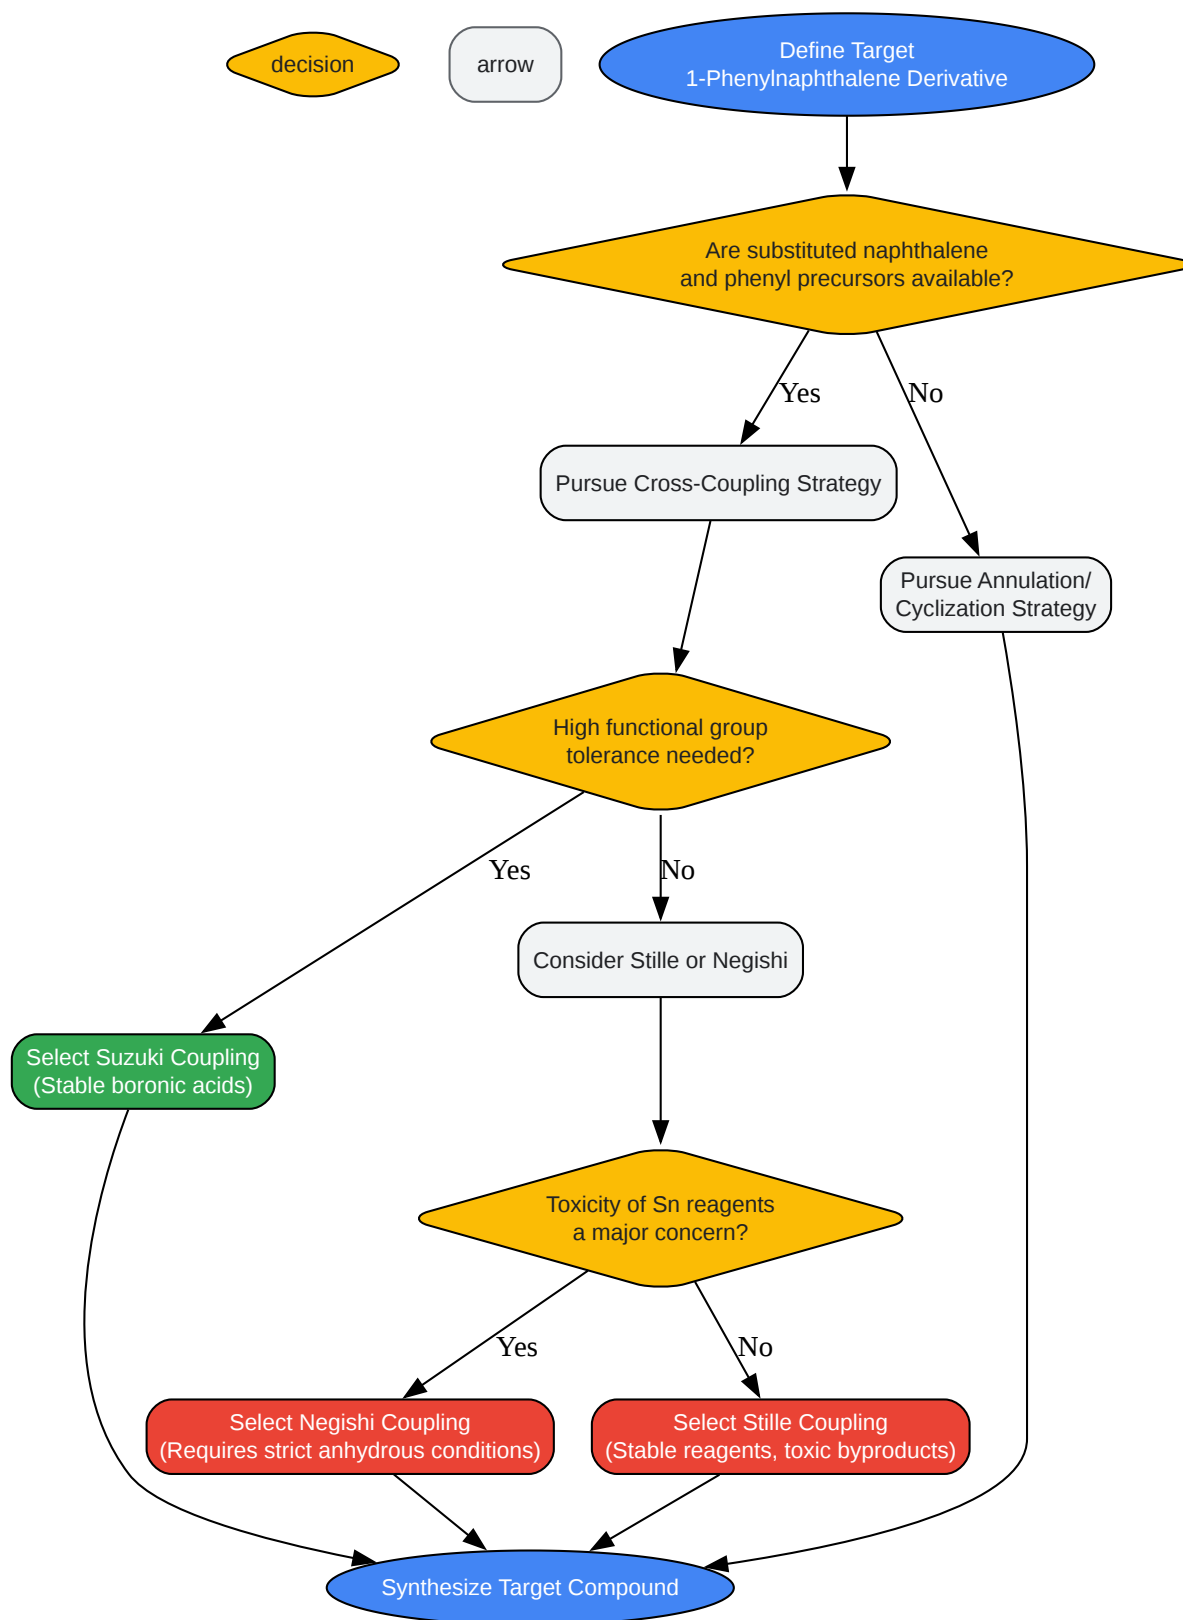 decision
arrow
Define Target
1-Phenylnaphthalene Derivative
Are substituted naphthalene
and phenyl precursors available?
Yes
No
Pursue Cross-Coupling Strategy
Pursue Annulation/
Cyclization Strategy
High functional group
tolerance needed?
Yes
No
Consider Stille or Negishi
Select Suzuki Coupling
(Stable boronic acids)
Toxicity of Sn reagents
a major concern?
Yes
No
Select Negishi Coupling
(Requires strict anhydrous conditions)
Select Stille Coupling
(Stable reagents, toxic byproducts)
Synthesize Target Compound